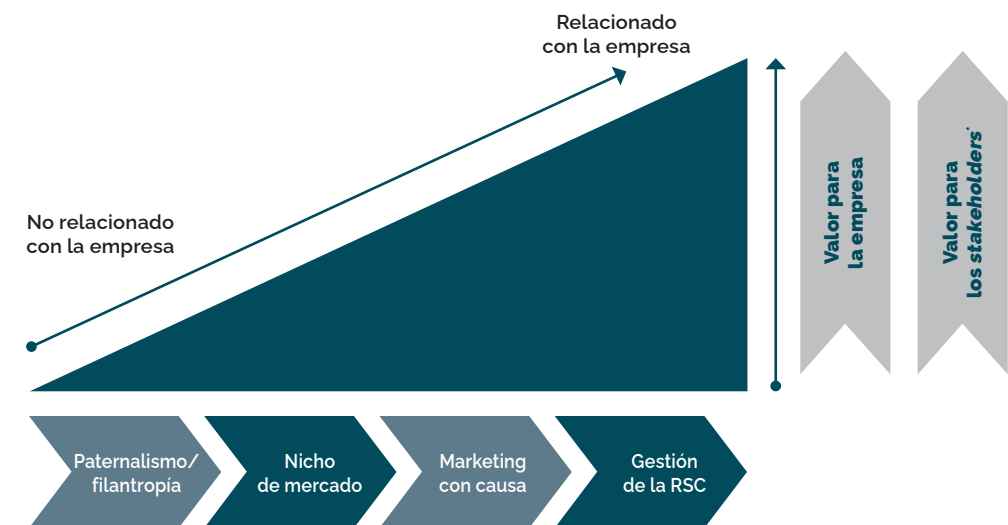 Relacionado
con la empresa
No relacionado
con la empresa
Valor para
la empresa
Valor para
los stakeholders*
Paternalismo/
filantropía
Nicho
de mercado
Marketing
con causa
Gestión
de la RSC